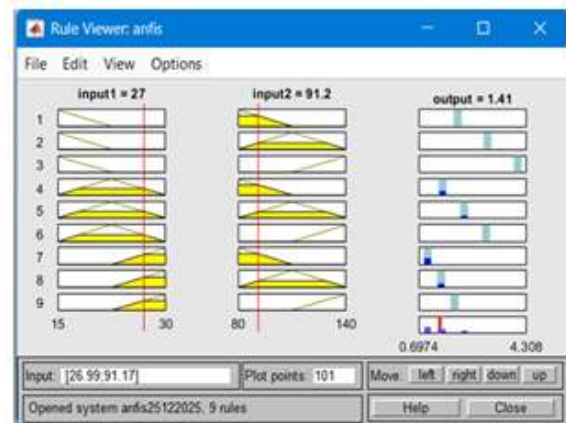 Rule Viewer: anfis
File Edit View Options
input1 = 27 input2 = 91.2 output = 1.41
1
2
3
4
5
6
7
8
9
15 30 80 140
0.6974 4.308
Input: [26.99;91.17] Plot points: 101 Move: left right down up
Opened system anfis25122025, 9 rules Help Close